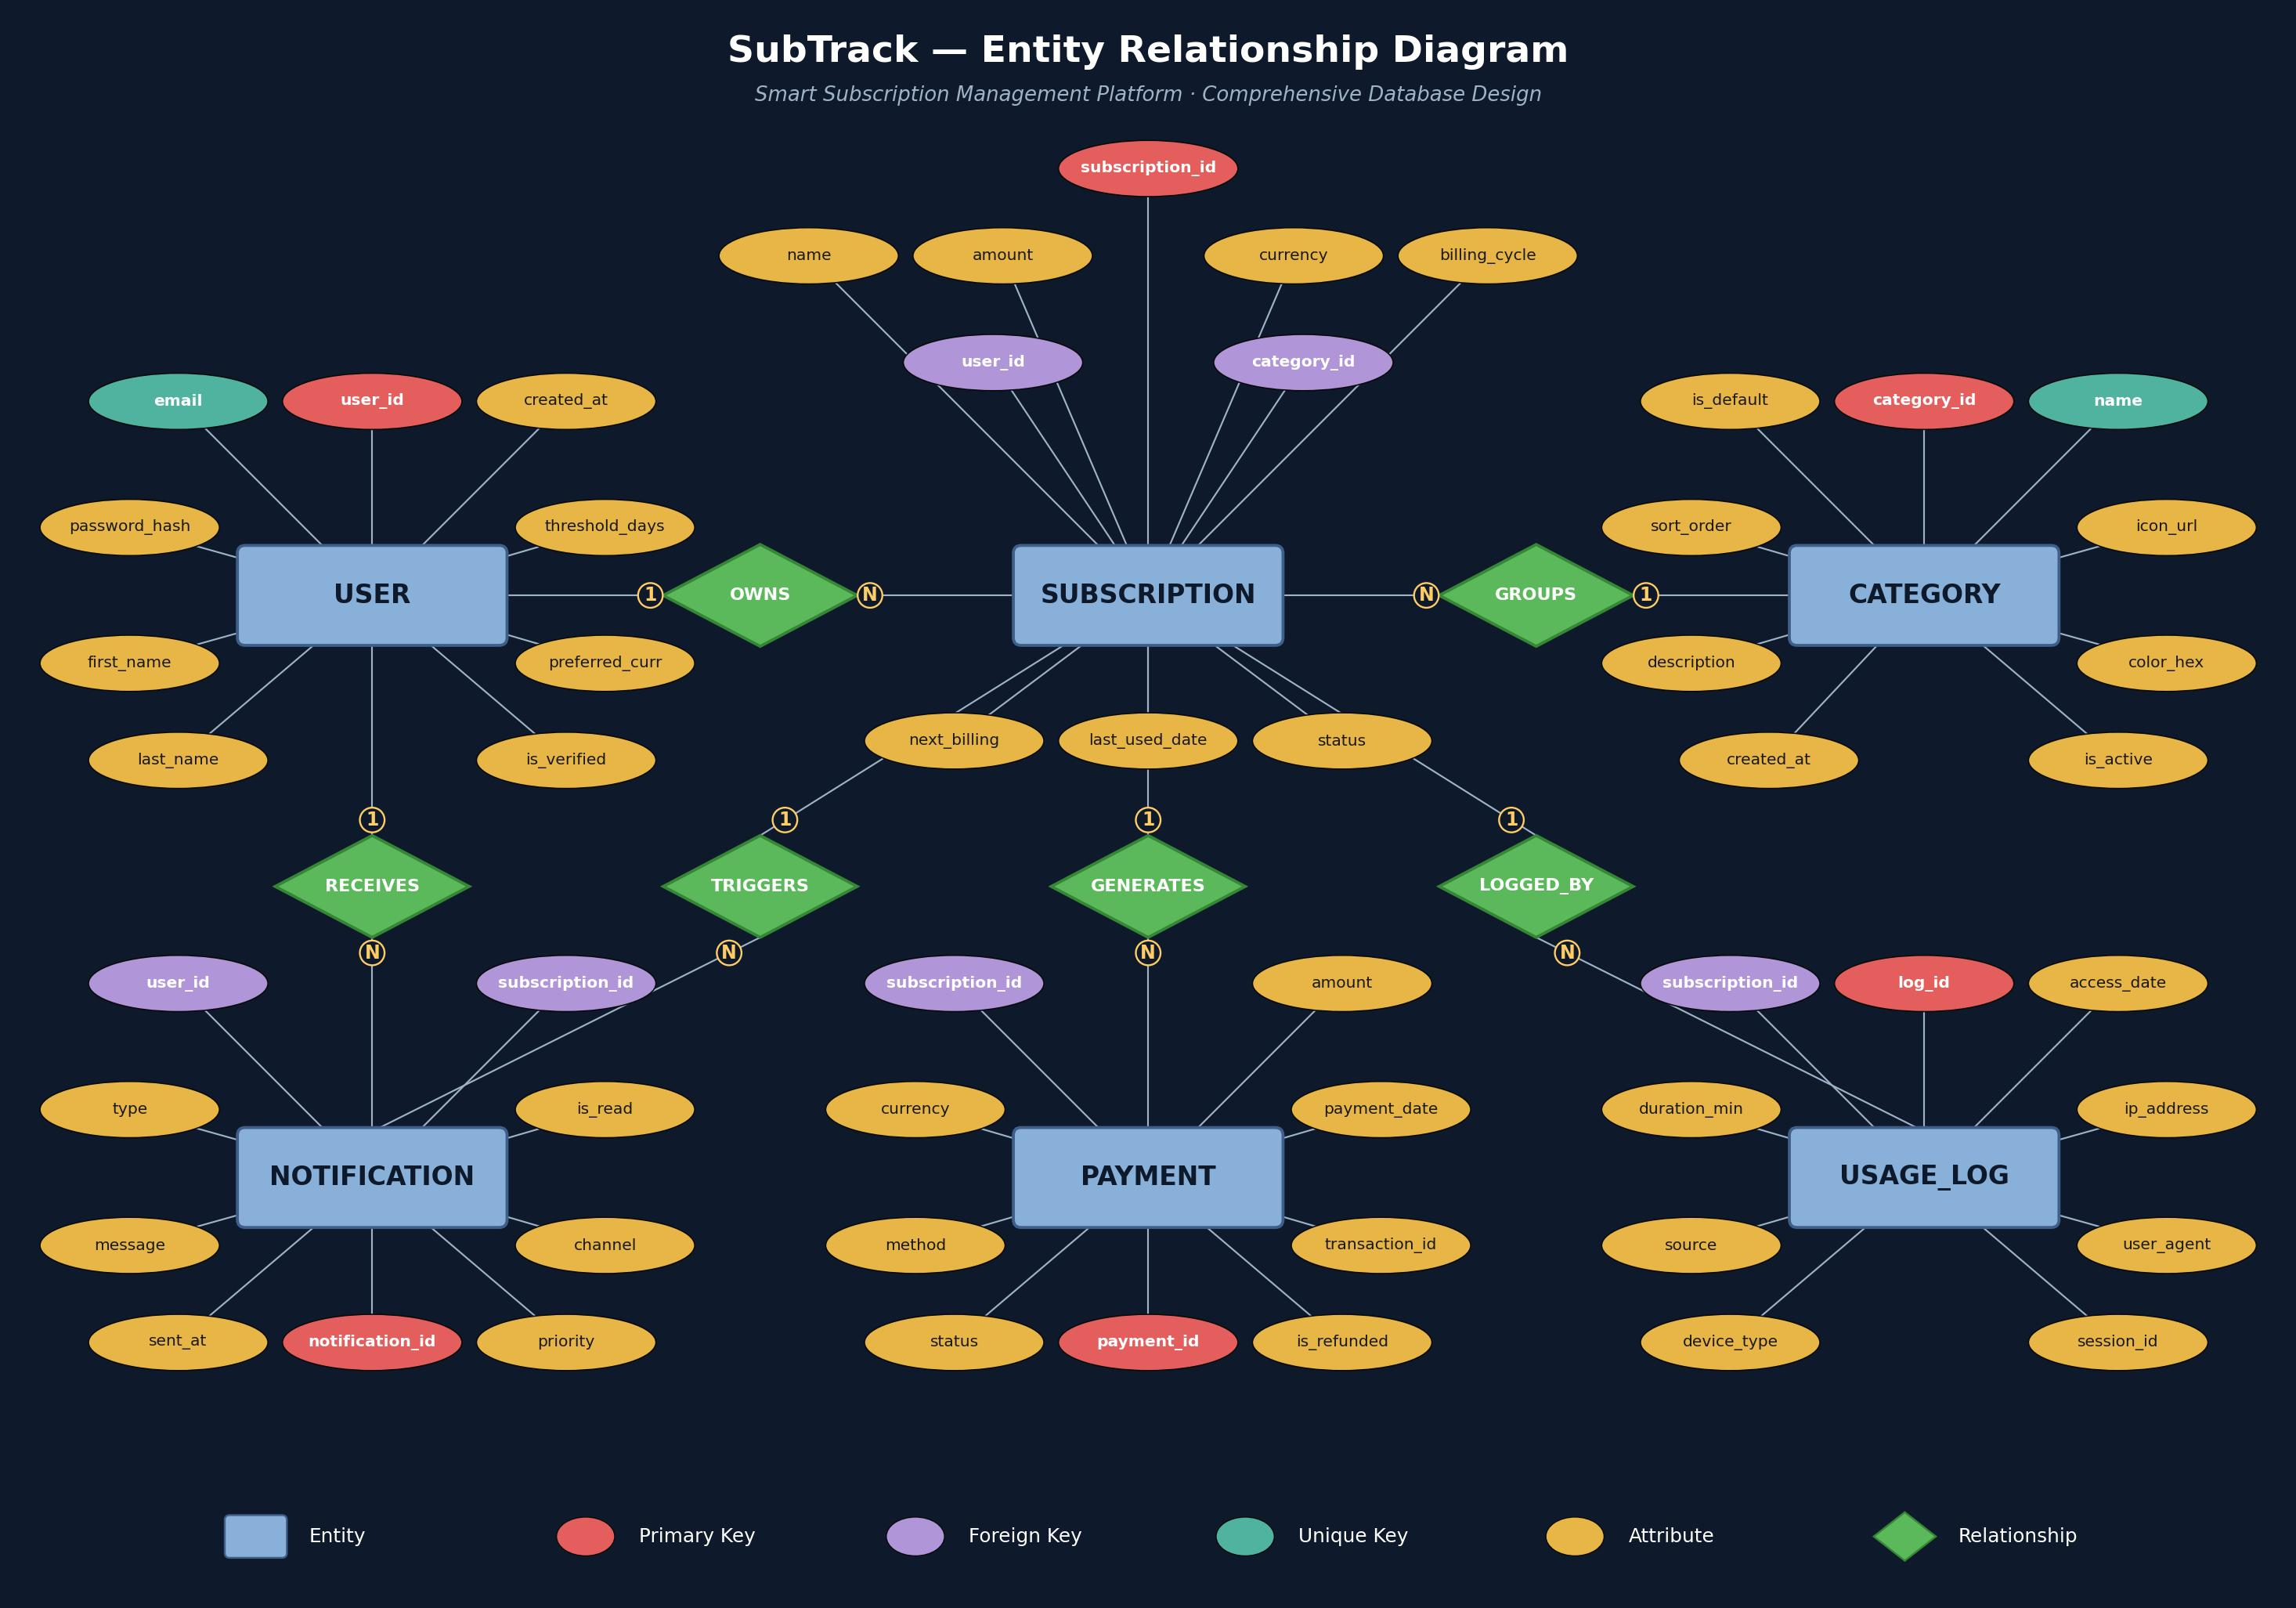 SubTrack — Entity Relationship Diagram
Smart Subscription Management Platform · Comprehensive Database Design
subscription_id
name
amount
currency
billing_cycle
user_id
category_id
email
user_id
created_at
is_default
category_id
name
password_hash
threshold_days
sort_order
icon_url
USER
1
OWNS
N
SUBSCRIPTION
N
GROUPS
1
CATEGORY
first_name
preferred_curr
description
color_hex
next_billing
last_used_date
status
last_name
is_verified
created_at
is_active
1
1
1
1
RECEIVES
TRIGGERS
GENERATES
LOGGED_BY
N
N
N
N
user_id
subscription_id
subscription_id
amount
subscription_id
log_id
access_date
type
is_read
currency
payment_date
duration_min
ip_address
NOTIFICATION
PAYMENT
USAGE_LOG
message
channel
method
transaction_id
source
user_agent
sent_at
notification_id
priority
status
payment_id
is_refunded
device_type
session_id
Entity
Primary Key
Foreign Key
Unique Key
Attribute
Relationship